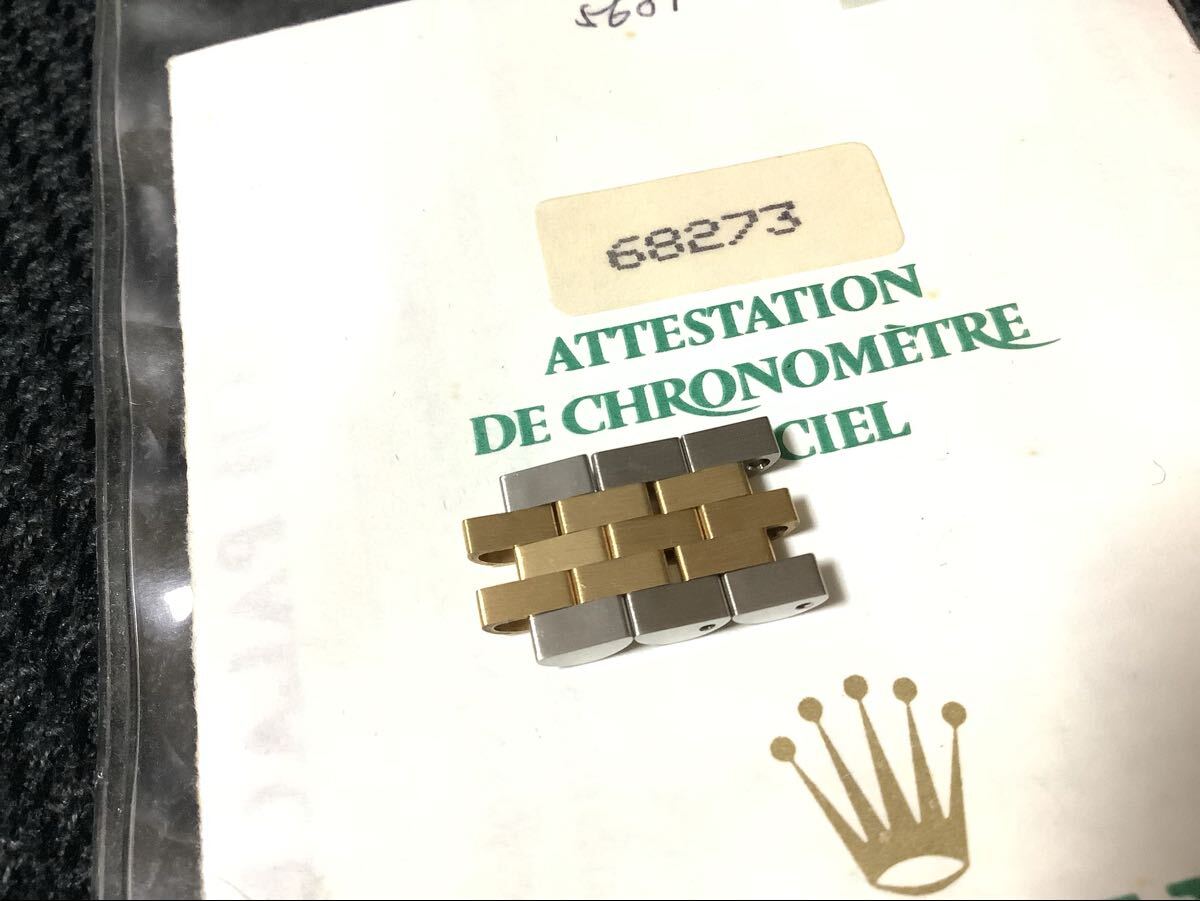 68273
ATTESTATION
DE CHRONOMÈTRE
CIEL